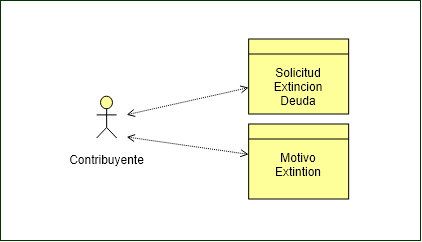 Solicitud
Extincion
Deuda
Contribuyente
Motivo
Extintion